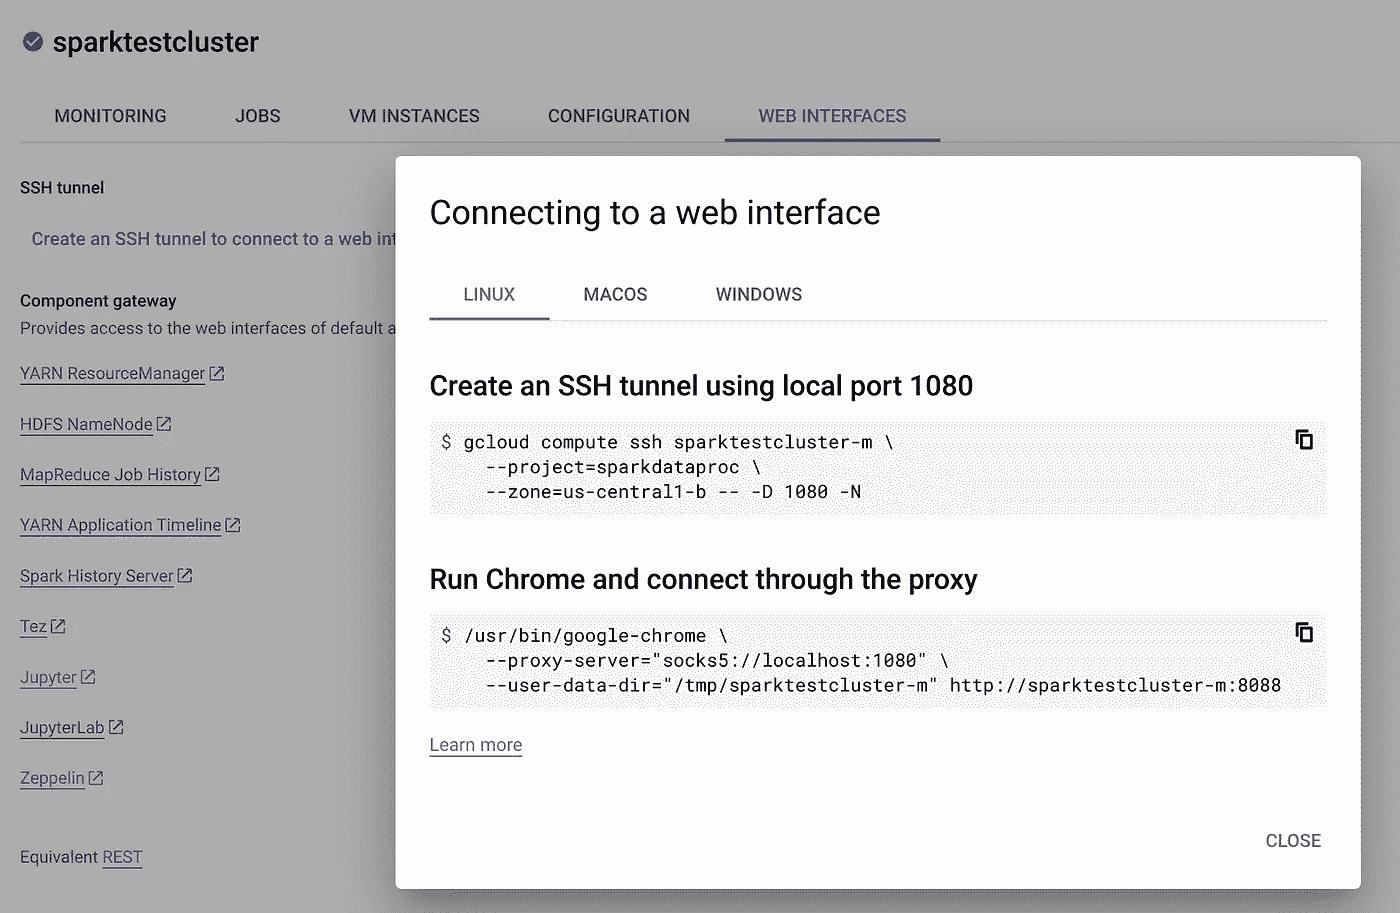 sparktestcluster
MONITORING JOBS VM INSTANCES CONFIGURATION WEB INTERFACES
SSH tunnel
Create an SSH tunnel to connect to a web int
Component gateway
Provides access to the web interfaces of default a
YARN ResourceManager
HDFS NameNode
MapReduce Job History
YARN Application Timeline
Spark History Server
Tez
Jupyter
JupyterLab
Zeppelin
Equivalent REST
Connecting to a web interface
LINUX MACOS WINDOWS
Create an SSH tunnel using local port 1080
$ gcloud compute ssh sparktestcluster-m \
--project=sparkdataproc \
--zone=us-central1-b -- -D 1080 -N
Run Chrome and connect through the proxy
$ /usr/bin/google-chrome \
--proxy-server="socks5://localhost:1080" \
--user-data-dir="/tmp/sparktestcluster-m" http://sparktestcluster-m:8088
Learn more
CLOSE